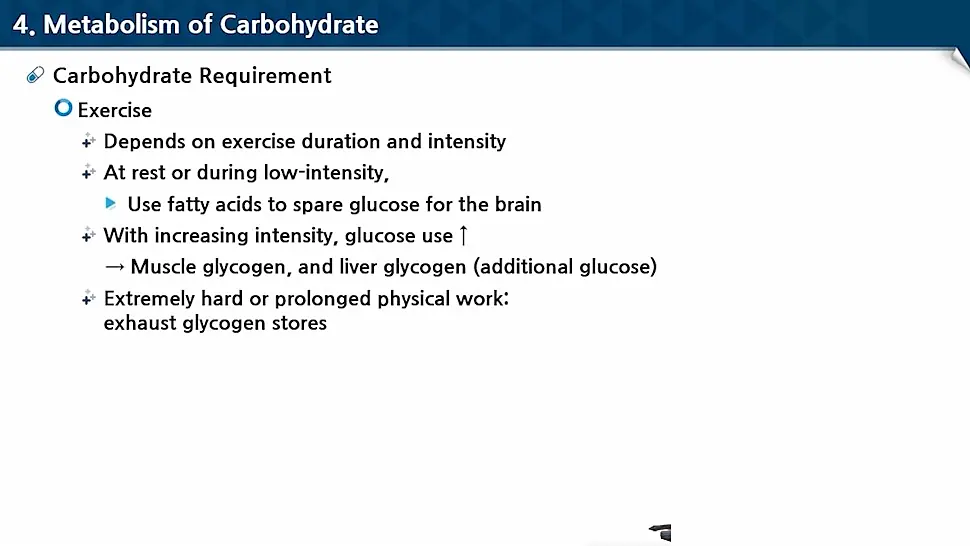 4. Metabolism of Carbohydrate
Carbohydrate Requirement
Exercise
Depends on exercise duration and intensity
At rest or during low-intensity,
Use fatty acids to spare glucose for the brain
With increasing intensity, glucose use ↑
→ Muscle glycogen, and liver glycogen (additional glucose)
Extremely hard or prolonged physical work:
exhaust glycogen stores